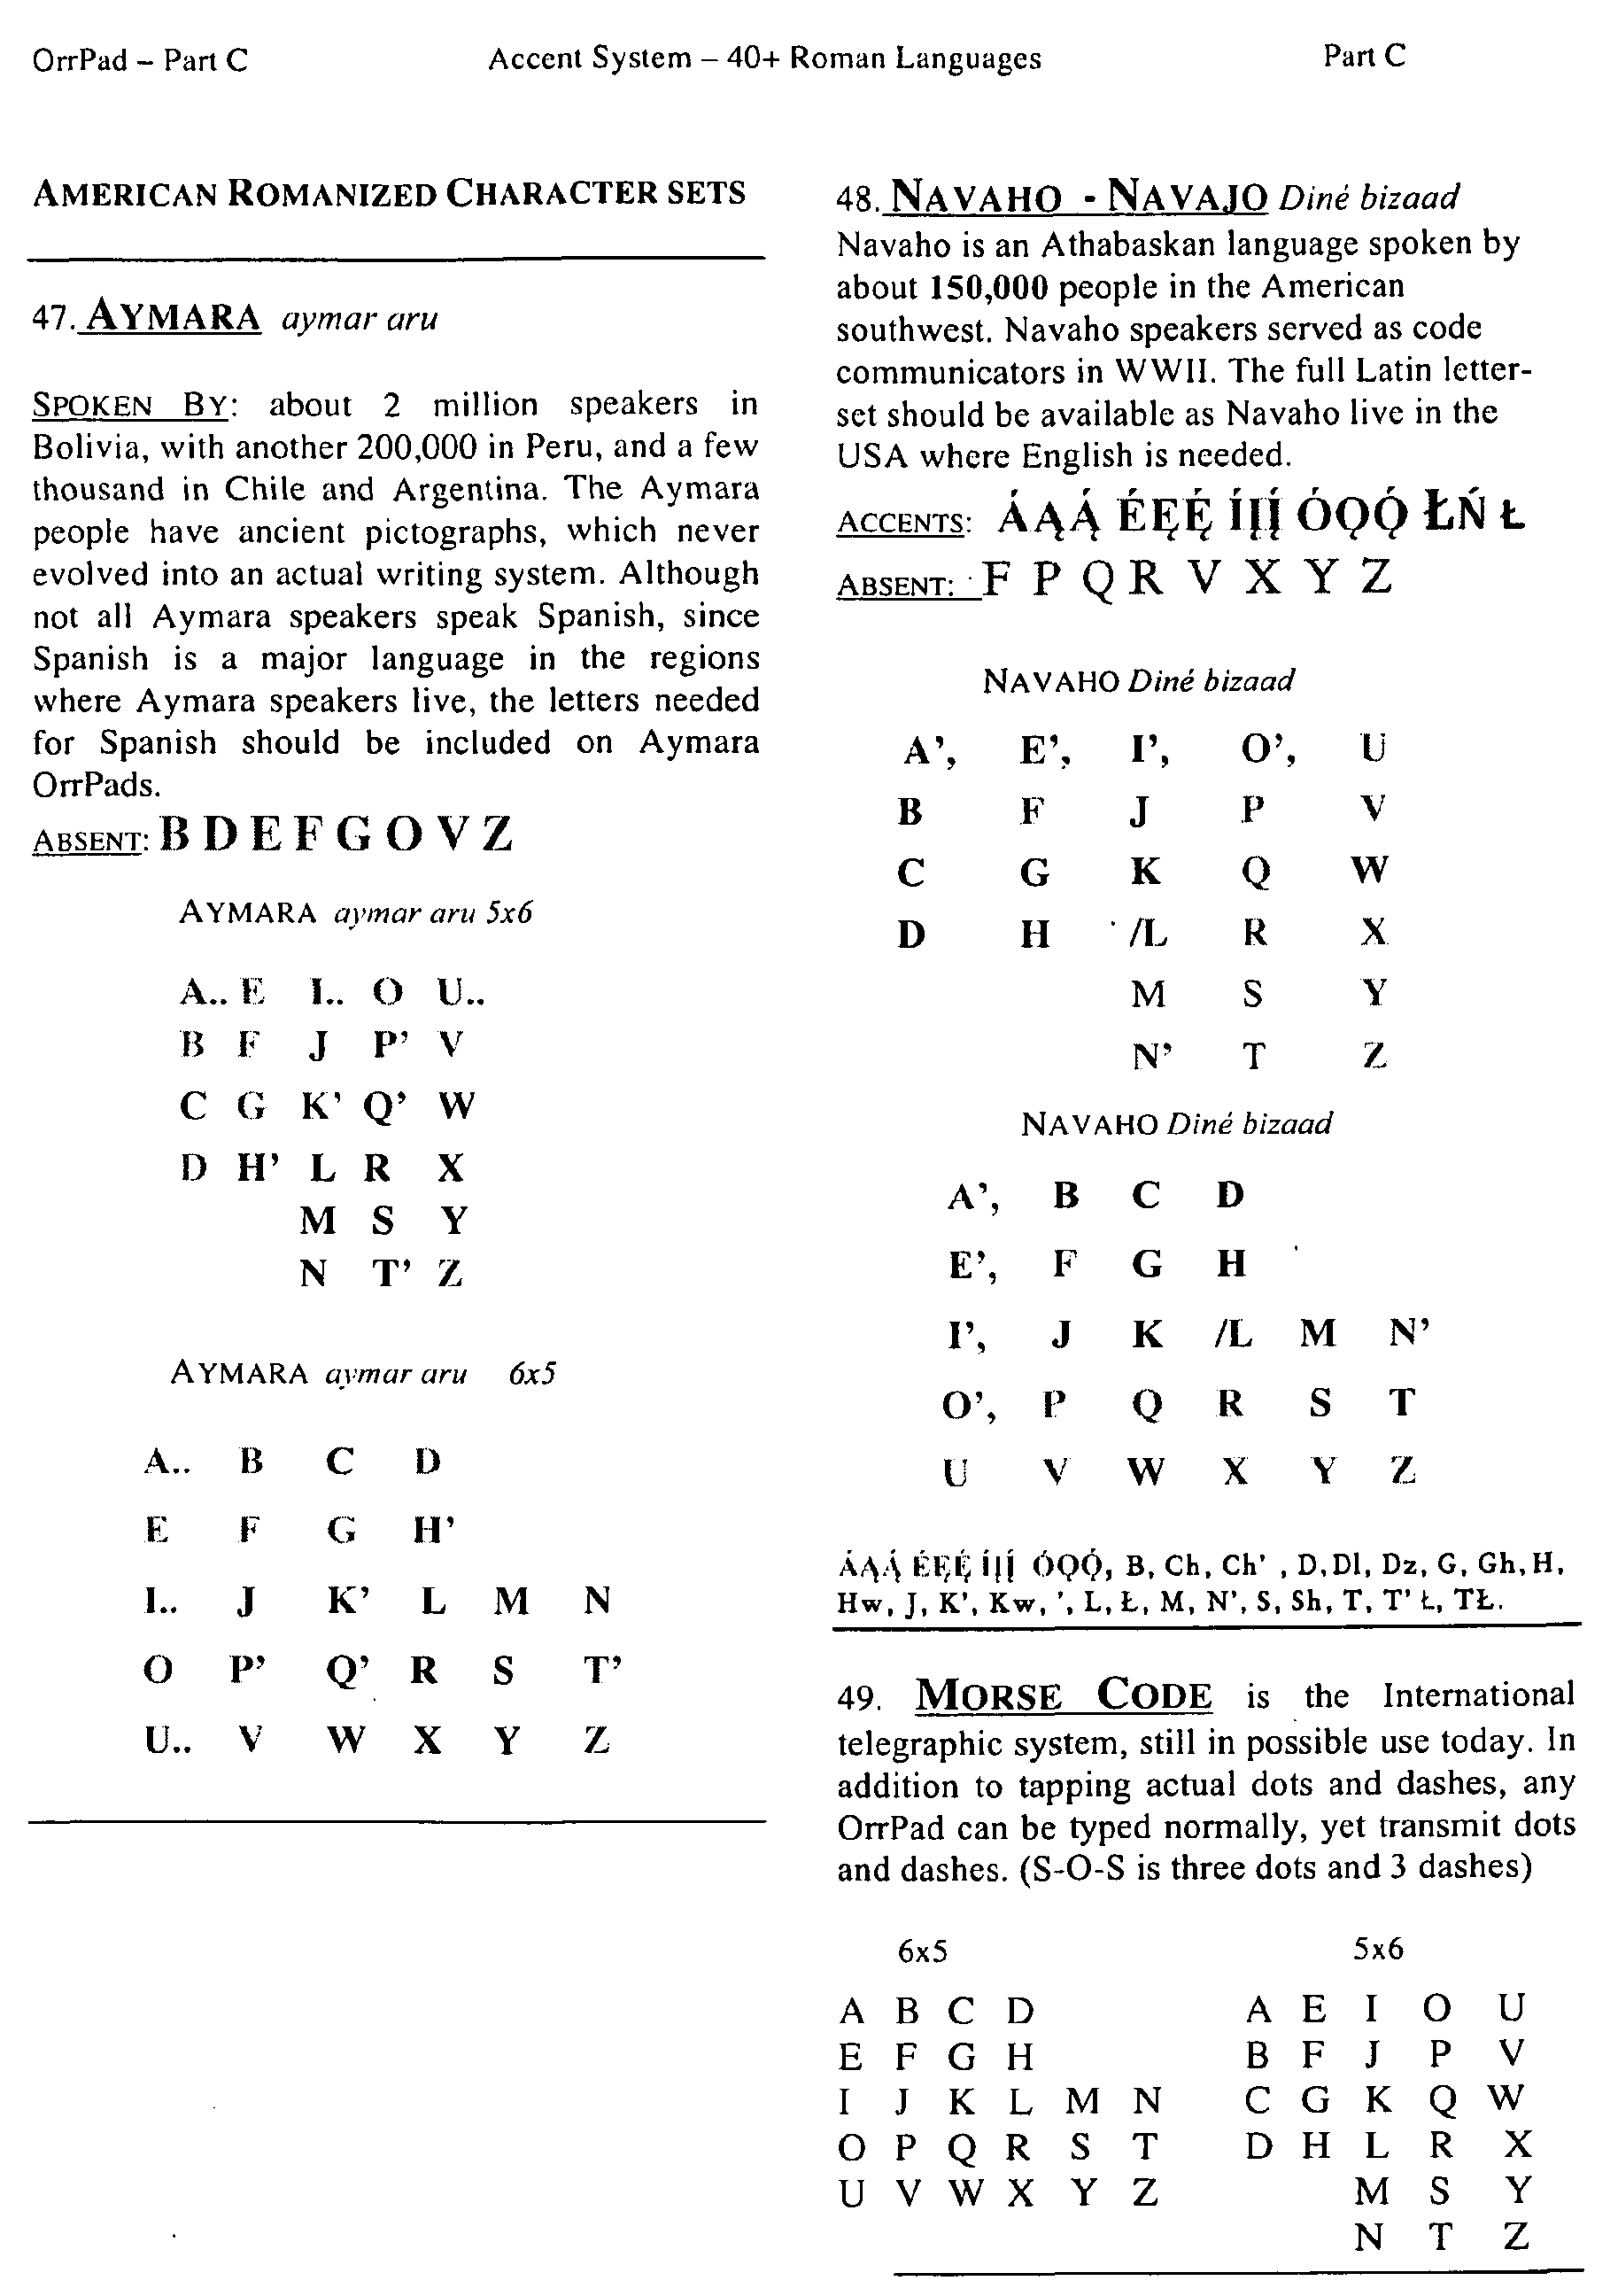 OrrPad – Part C Accent System – 40+ Roman Languages Part C
AMERICAN ROMANIZED CHARACTER SETS
47. AYMARA aymar aru
SPOKEN BY: about 2 million speakers in
Bolivia, with another 200,000 in Peru, and a few
thousand in Chile and Argentina. The Aymara
people have ancient pictographs, which never
evolved into an actual writing system. Although
not all Aymara speakers speak Spanish, since
Spanish is a major language in the regions
where Aymara speakers live, the letters needed
for Spanish should be included on Aymara
OrrPads.
ABSENT: B D E F G O V Z
AYMARA aymar aru 5x6
A.. E I.. O U..
B F J P’ V
C G K’ Q’ W
D H’ L R X
M S Y
N T’ Z
AYMARA aymar aru 6x5
A.. B C D
E F G H’
I.. J K’ L M N
O P’ Q’ R S T’
U.. V W X Y Z
48. NAVAHO - NAVAJO Diné bizaad
Navaho is an Athabaskan language spoken by
about 150,000 people in the American
southwest. Navaho speakers served as code
communicators in WWII. The full Latin letter-
set should be available as Navaho live in the
USA where English is needed.
ACCENTS: ÁĄĄ́ ÉĘĘ́ ÍĮĮ́ ÓǪǪ́ ŁŃ Ł
ABSENT: F P Q R V X Y Z
NAVAHO Diné bizaad
A’, E’, I’, O’, U
B F J P V
C G K Q W
D H /L R X
M S Y
N’ T Z
NAVAHO Diné bizaad
A’, B C D
E’, F G H
I’, J K /L M N’
O’, P Q R S T
U V W X Y Z
ÁĄĄ́ ÉĘĘ́ ÍĮĮ́ ÓǪǪ́, B, Ch, Ch’ , D,Dl, Dz, G, Gh,H,
Hw, J, K’, Kw, ’, L, Ł, M, N’, S, Sh, T, T’ Ł, TŁ.
49. MORSE CODE is the International
telegraphic system, still in possible use today. In
addition to tapping actual dots and dashes, any
OrrPad can be typed normally, yet transmit dots
and dashes. (S-O-S is three dots and 3 dashes)
6x5 5x6
A B C D A E I O U
E F G H B F J P V
I J K L M N C G K Q W
O P Q R S T D H L R X
U V W X Y Z M S Y
N T Z